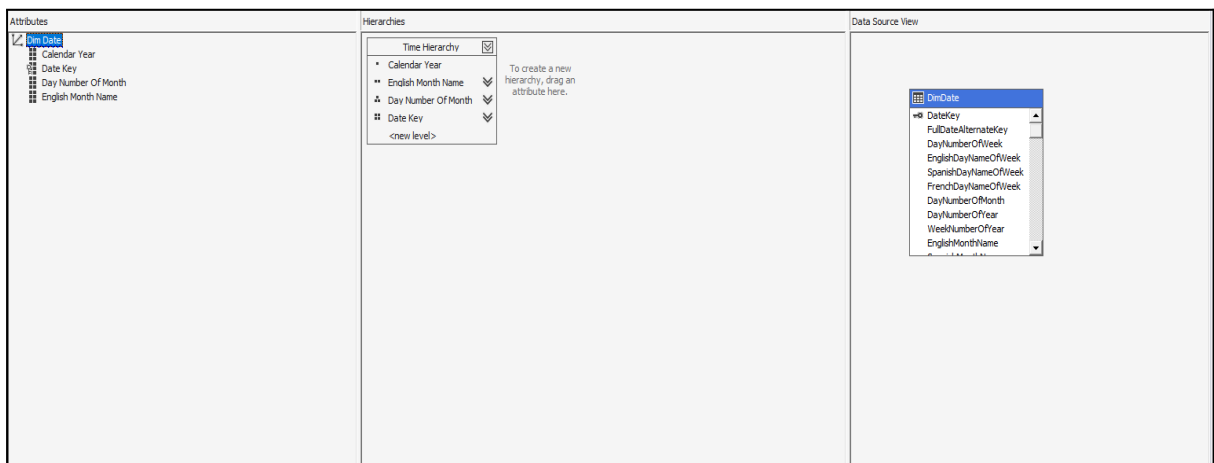 Attributes
Dim Date
Calendar Year
Date Key
Day Number Of Month
English Month Name
Hierarchies
Time Hierarchy
Calendar Year
English Month Name
Day Number Of Month
Date Key
<new level>
To create a new
hierarchy, drag an
attribute here.
Data Source View
DimDate
DateKey
FullDateAlternateKey
DayNumberOfWeek
EnglishDayNameOfWeek
SpanishDayNameOfWeek
FrenchDayNameOfWeek
DayNumberOfMonth
DayNumberOfYear
WeekNumberOfYear
EnglishMonthName